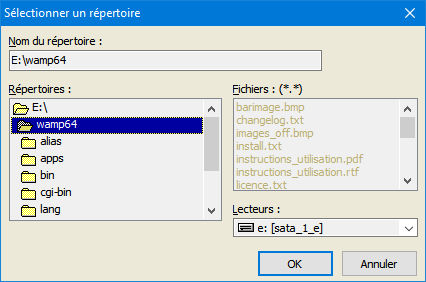 Sélectionner un répertoire
Nom du répertoire :
E:\wamp64
Répertoires :
E:\
wamp64
alias
apps
bin
cgi-bin
lang
Fichiers : (*.*)
barimage.bmp
changelog.txt
images_off.bmp
install.txt
instructions_utilisation.pdf
instructions_utilisation.rtf
licence.txt
Lecteurs :
e: [sata_1_e]
OK
Annuler